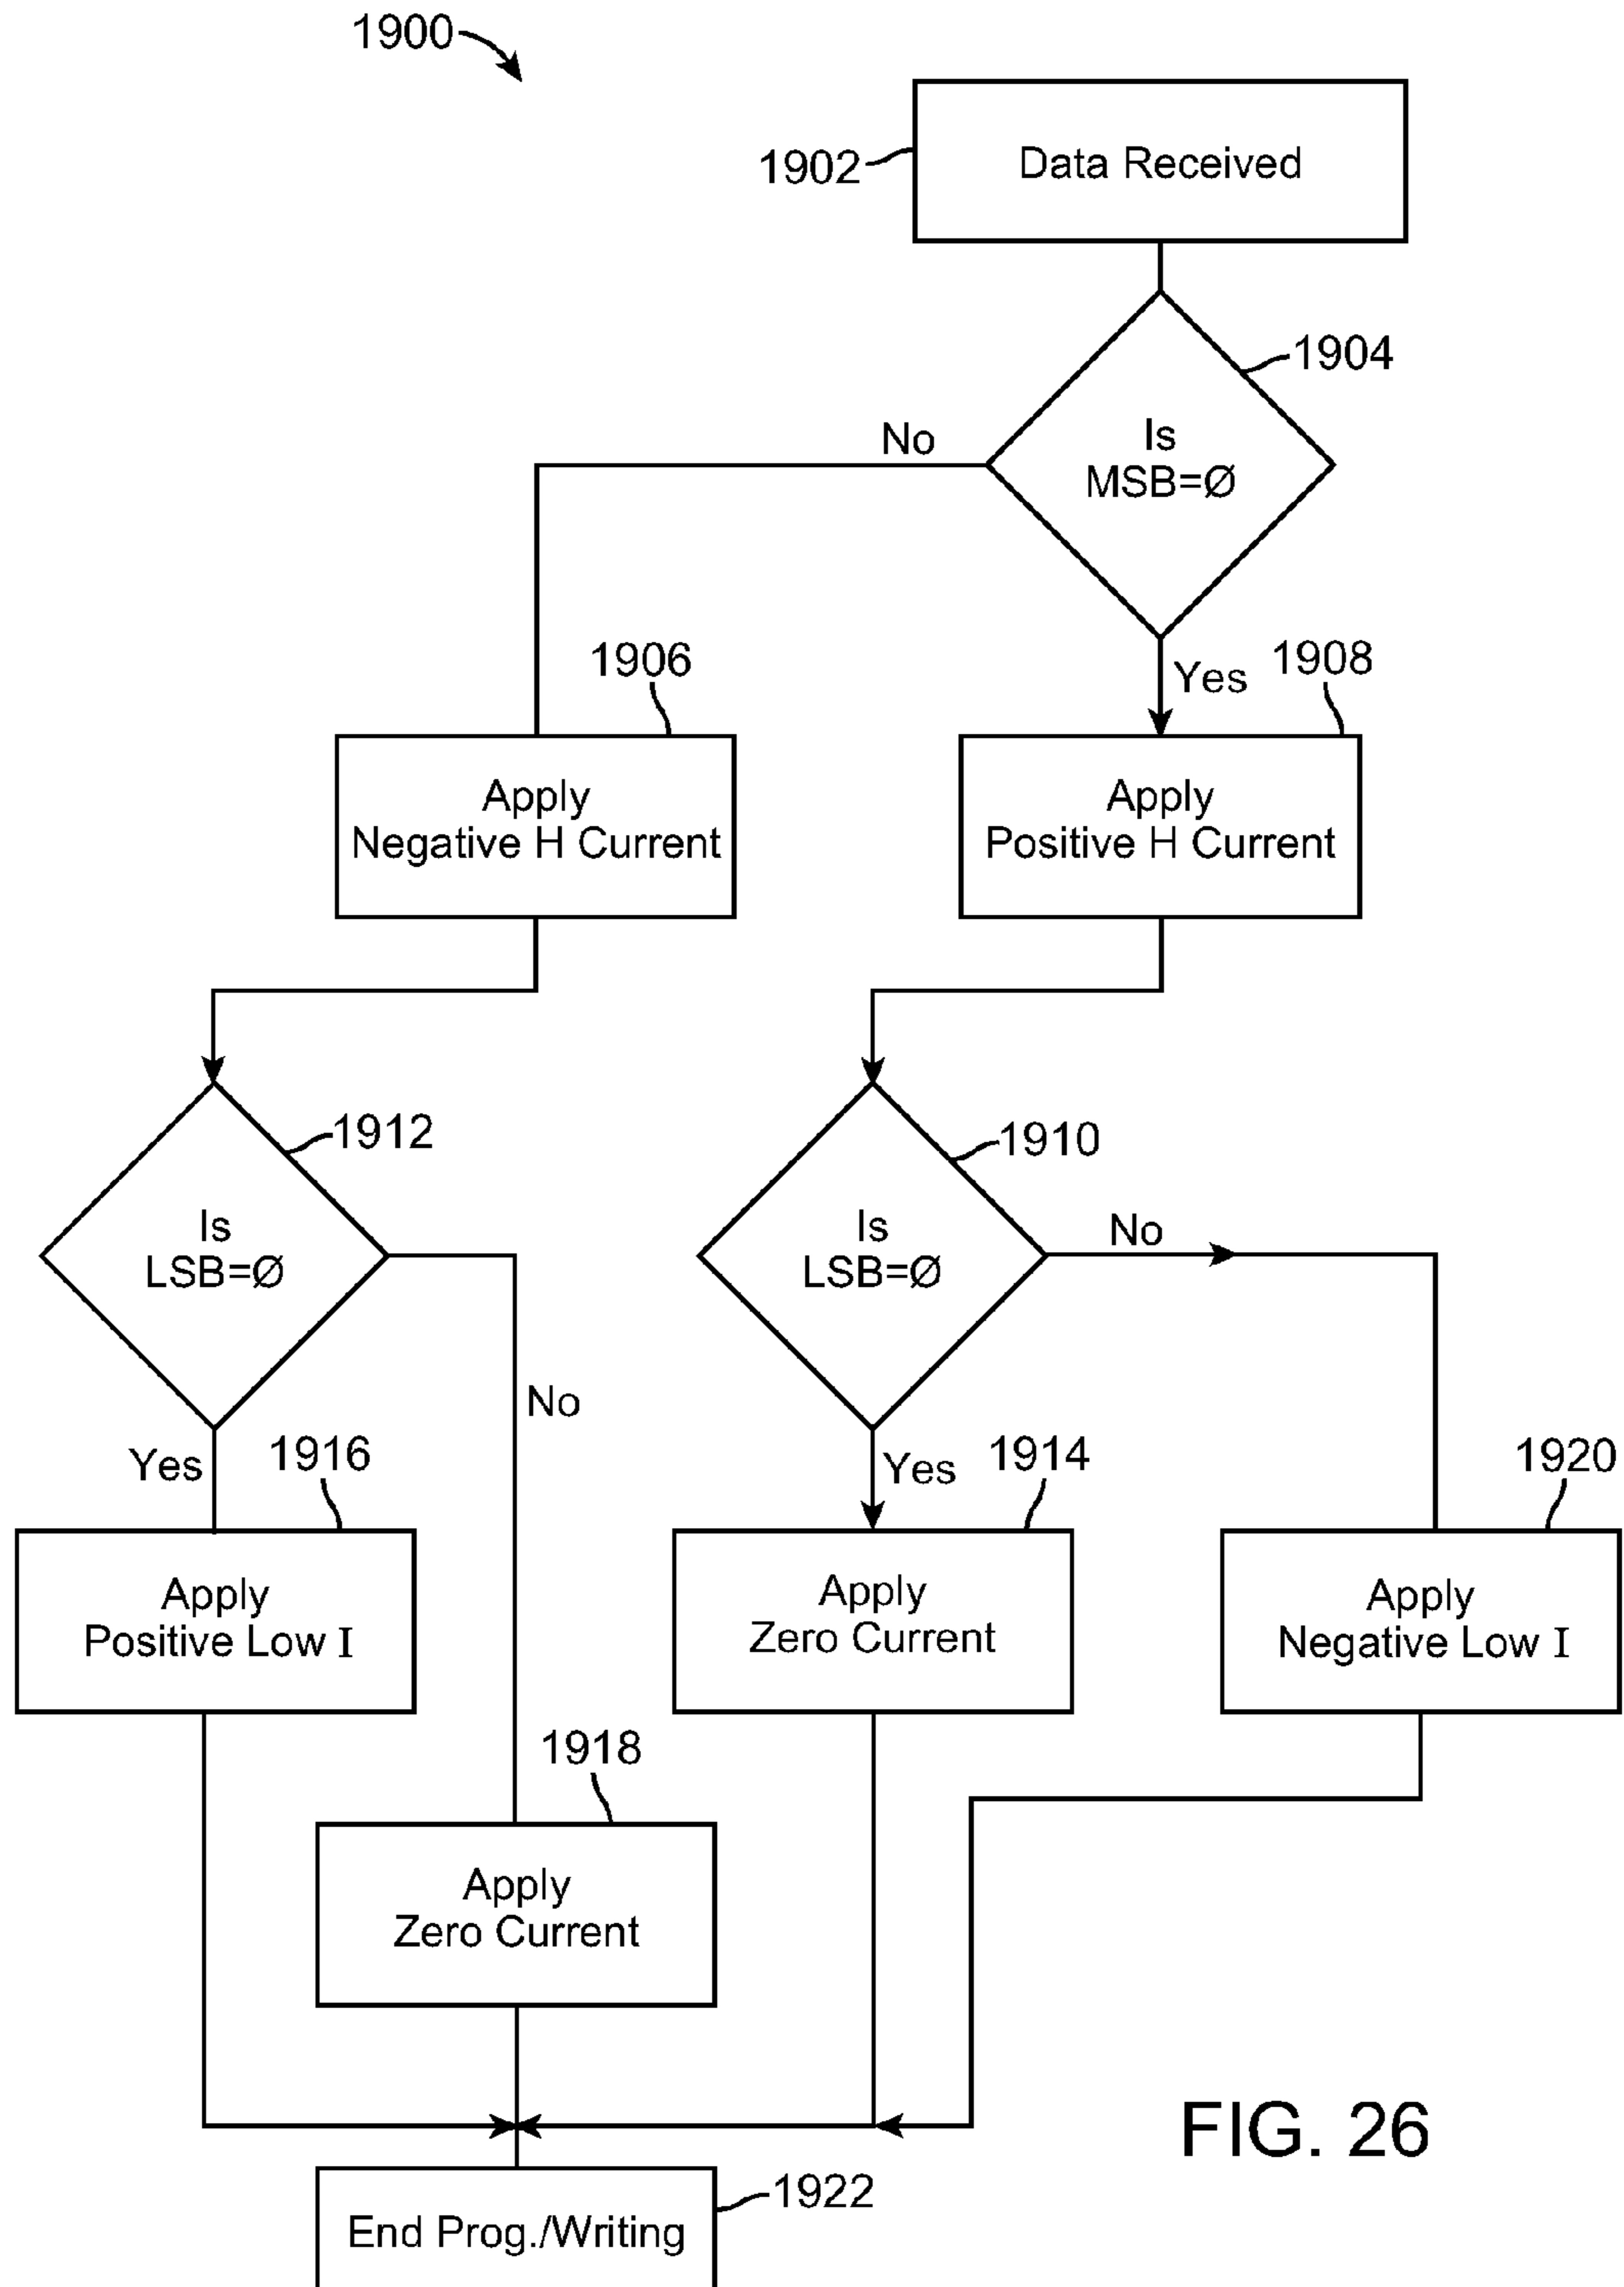 1900
1902
Data Received
1904
Is
MSB=Ø
No
Yes
1906
1908
Apply
Negative H Current
Apply
Positive H Current
1912
1910
Is
LSB=Ø
Is
LSB=Ø
No
No
Yes
1916
Yes
1914
1920
Apply
Positive Low I
Apply
Zero Current
Apply
Negative Low I
1918
Apply
Zero Current
1922
End Prog./Writing
FIG. 26